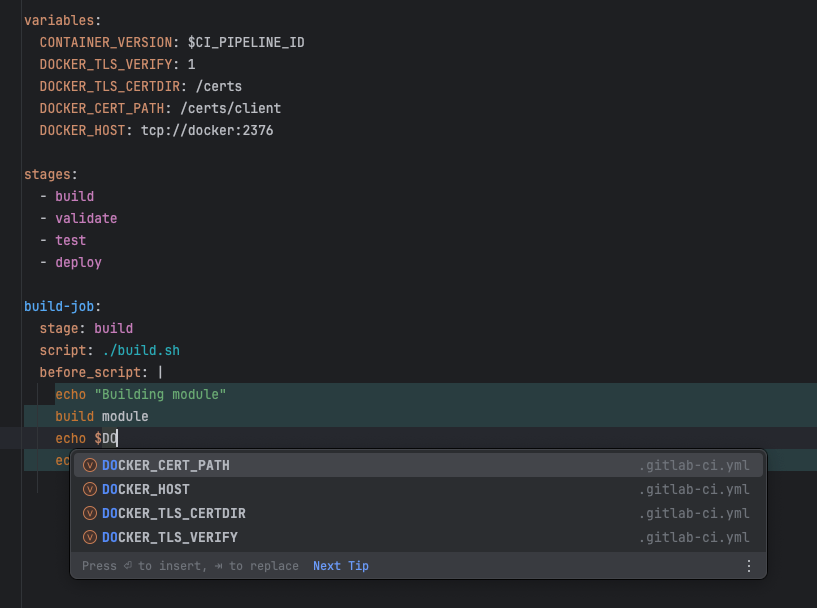 variables:
CONTAINER_VERSION: $CI_PIPELINE_ID
DOCKER_TLS_VERIFY: 1
DOCKER_TLS_CERTDIR: /certs
DOCKER_CERT_PATH: /certs/client
DOCKER_HOST: tcp://docker:2376
stages:
- build
- validate
- test
- deploy
build-job:
stage: build
script: ./build.sh
before_script: |
echo "Building module"
build module
echo $DO
ec
DOCKER_CERT_PATH .gitlab-ci.yml
DOCKER_HOST .gitlab-ci.yml
DOCKER_TLS_CERTDIR .gitlab-ci.yml
DOCKER_TLS_VERIFY .gitlab-ci.yml
Press ⏎ to insert, ⇥ to replace Next Tip